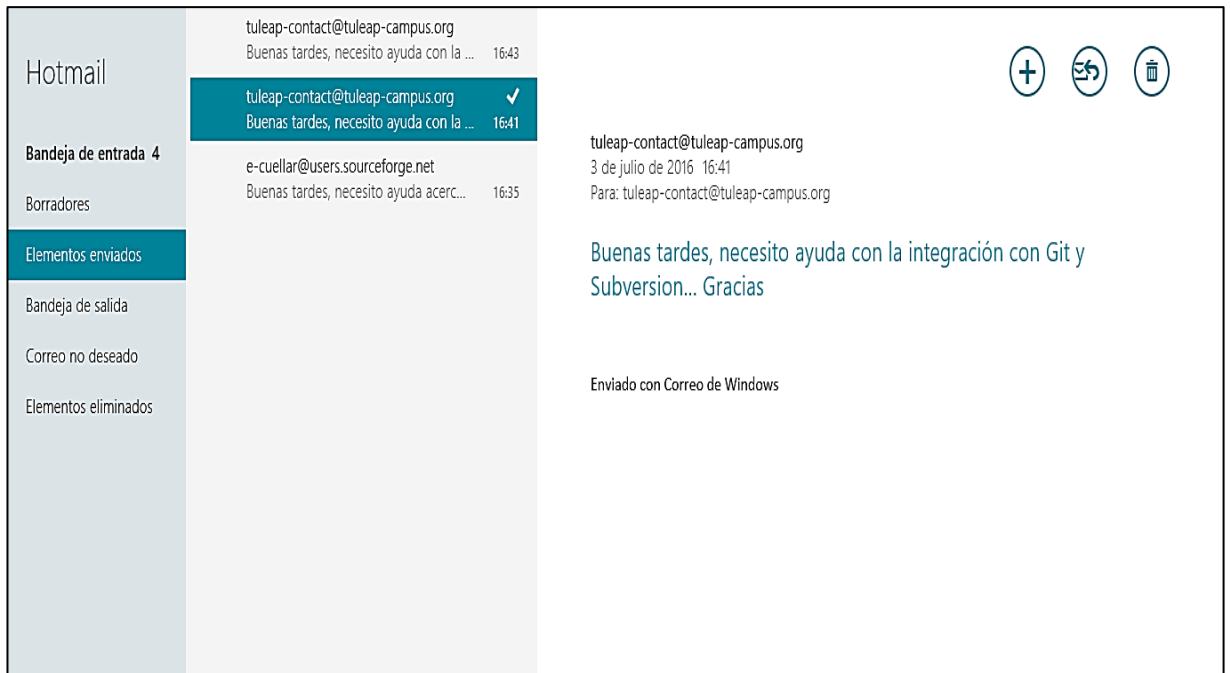 Hotmail
Bandeja de entrada 4
Borradores
Elementos enviados
Bandeja de salida
Correo no deseado
Elementos eliminados
tuleap-contact@tuleap-campus.org
Buenas tardes, necesito ayuda con la ... 16:43
tuleap-contact@tuleap-campus.org
Buenas tardes, necesito ayuda con la ... 16:41
e-cuellar@users.sourceforge.net
Buenas tardes, necesito ayuda acerc... 16:35
tuleap-contact@tuleap-campus.org
3 de julio de 2016 16:41
Para: tuleap-contact@tuleap-campus.org
Buenas tardes, necesito ayuda con la integración con Git y
Subversion... Gracias
Enviado con Correo de Windows